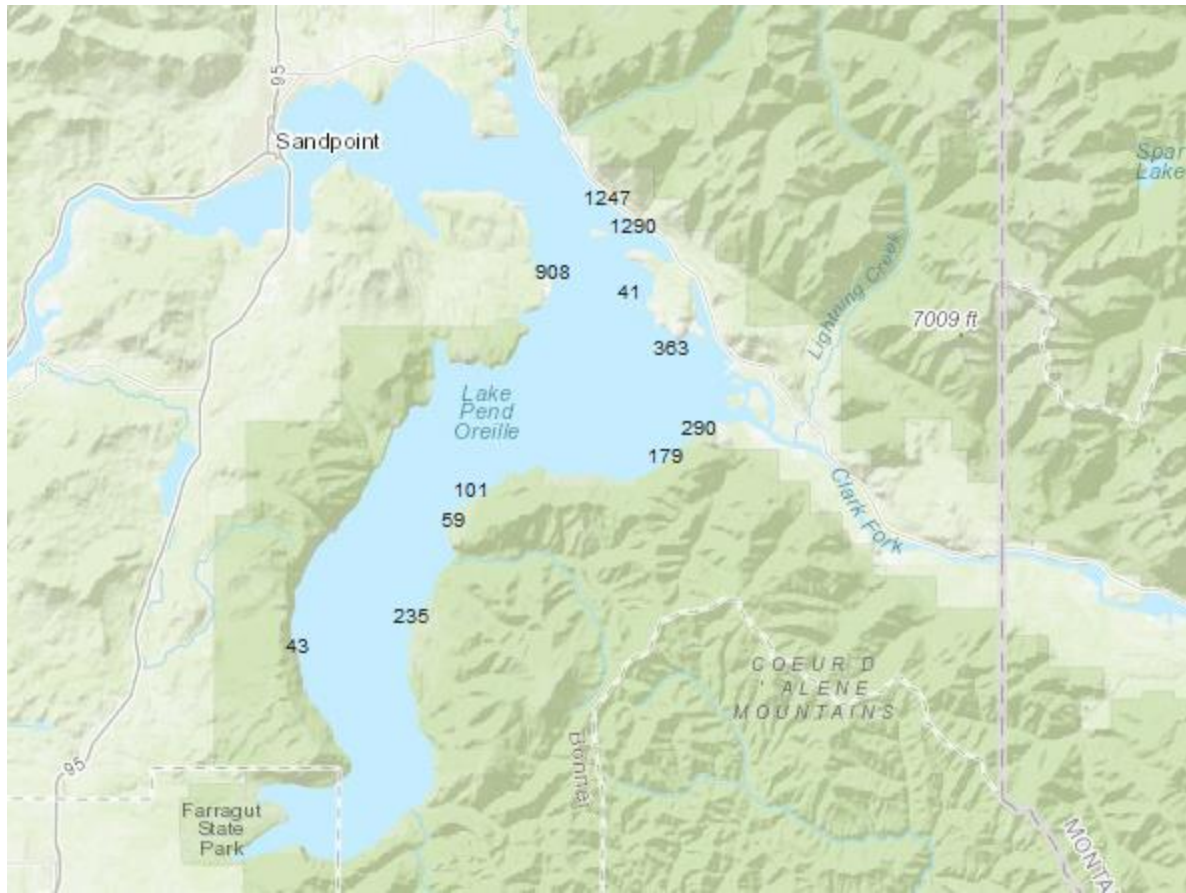 95
Sandpoint
Spar
Lake
1247
1290
908
41
Lightning Creek
7009 ft
363
Lake
Pend
Oreille
290
179
101
59
Clark Fork
235
43
COEUR D
' ALENE
MOUNTAINS
95
Bonner
Farragut
State
Park
MONTA